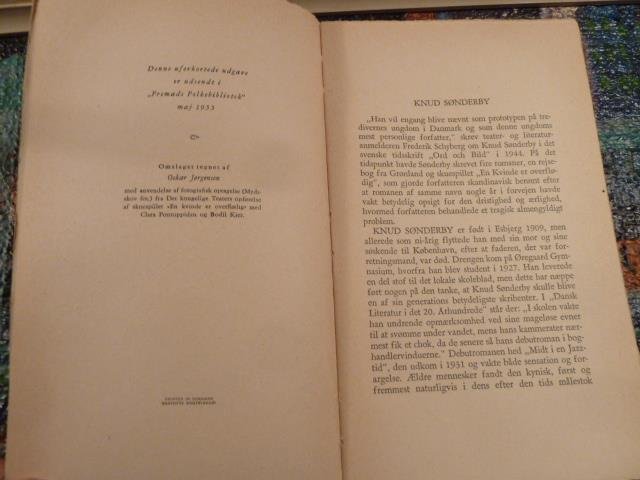 Denne uforkortede udgave
er udsendt i
„Fremads Folkebibliotek“
maj 1953
Omslaget tegnet af
Oskar Jørgensen
med anvendelse af fotografisk optagelse (Myd-
skov fot.) fra Det kongelige Teaters opførelse
af skuespillet »En kvinde er overflødig« med
Clara Pontoppidan og Bodil Kjer.
PRINTED IN DENMARK
KNUD SØNDERBY
„Han vil engang blive nævnt som prototypen på tre-
divernes ungdom i Danmark og som denne ungdoms
mest personlige forfatter,“ skrev teater- og litteratur-
anmelderen Frederik Schyberg om Knud Sønderby i det
svenske tidskrift „Ord och Bild“ i 1944. På det
tidspunkt havde Sønderby skrevet fire romaner, en rejse-
bog fra Grønland og skuespillet „En Kvinde er overflø-
dig“, som gjorde forfatteren skandinavisk berømt efter
at romanen af samme navn nogle år i forvejen havde
vakt betydelig opsigt for den dristighed og ærlighed,
hvormed forfatteren behandlede et tragisk almengyldigt
problem.
KNUD SØNDERBY er født i Esbjerg 1909, men
allerede som ni-årig flyttede han med sin mor og sine
søskende til København, efter at faderen, der var for-
retningsmand, var død. Drengen kom på Øregaard Gym-
nasium, hvorfra han blev student i 1927. Han leverede
en del stof til det lokale skoleblad, men dette har næppe
ført nogen på den tanke, at Knud Sønderby skulle blive
en af sin generations betydeligste skribenter. I „Dansk
Literatur i det 20. Århundrede“ står der: „I skolen vakte
han undrende opmærksomhed ved sine mageløse evner
til at svømme under vandet, mens hans kammerater nær-
mest fik et chok, da de senere så hans debutroman i bog-
handlervinduerne.“ Debutromanen hed „Midt i en Jazz-
tid“, den udkom i 1931 og vakte både sensation og for-
argelse. Ældre mennesker fandt den kynisk, først og
fremmest naturligvis i dens efter den tids målestok